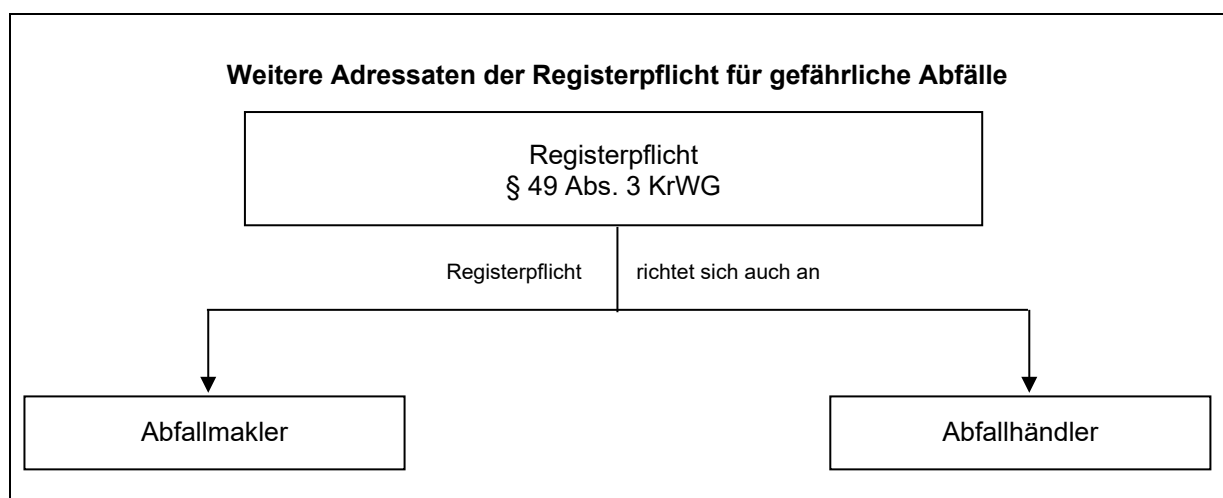 Weitere Adressaten der Registerpflicht für gefährliche Abfälle
Registerpflicht
§ 49 Abs. 3 KrWG
Registerpflicht richtet sich auch an
Abfallmakler
Abfallhändler